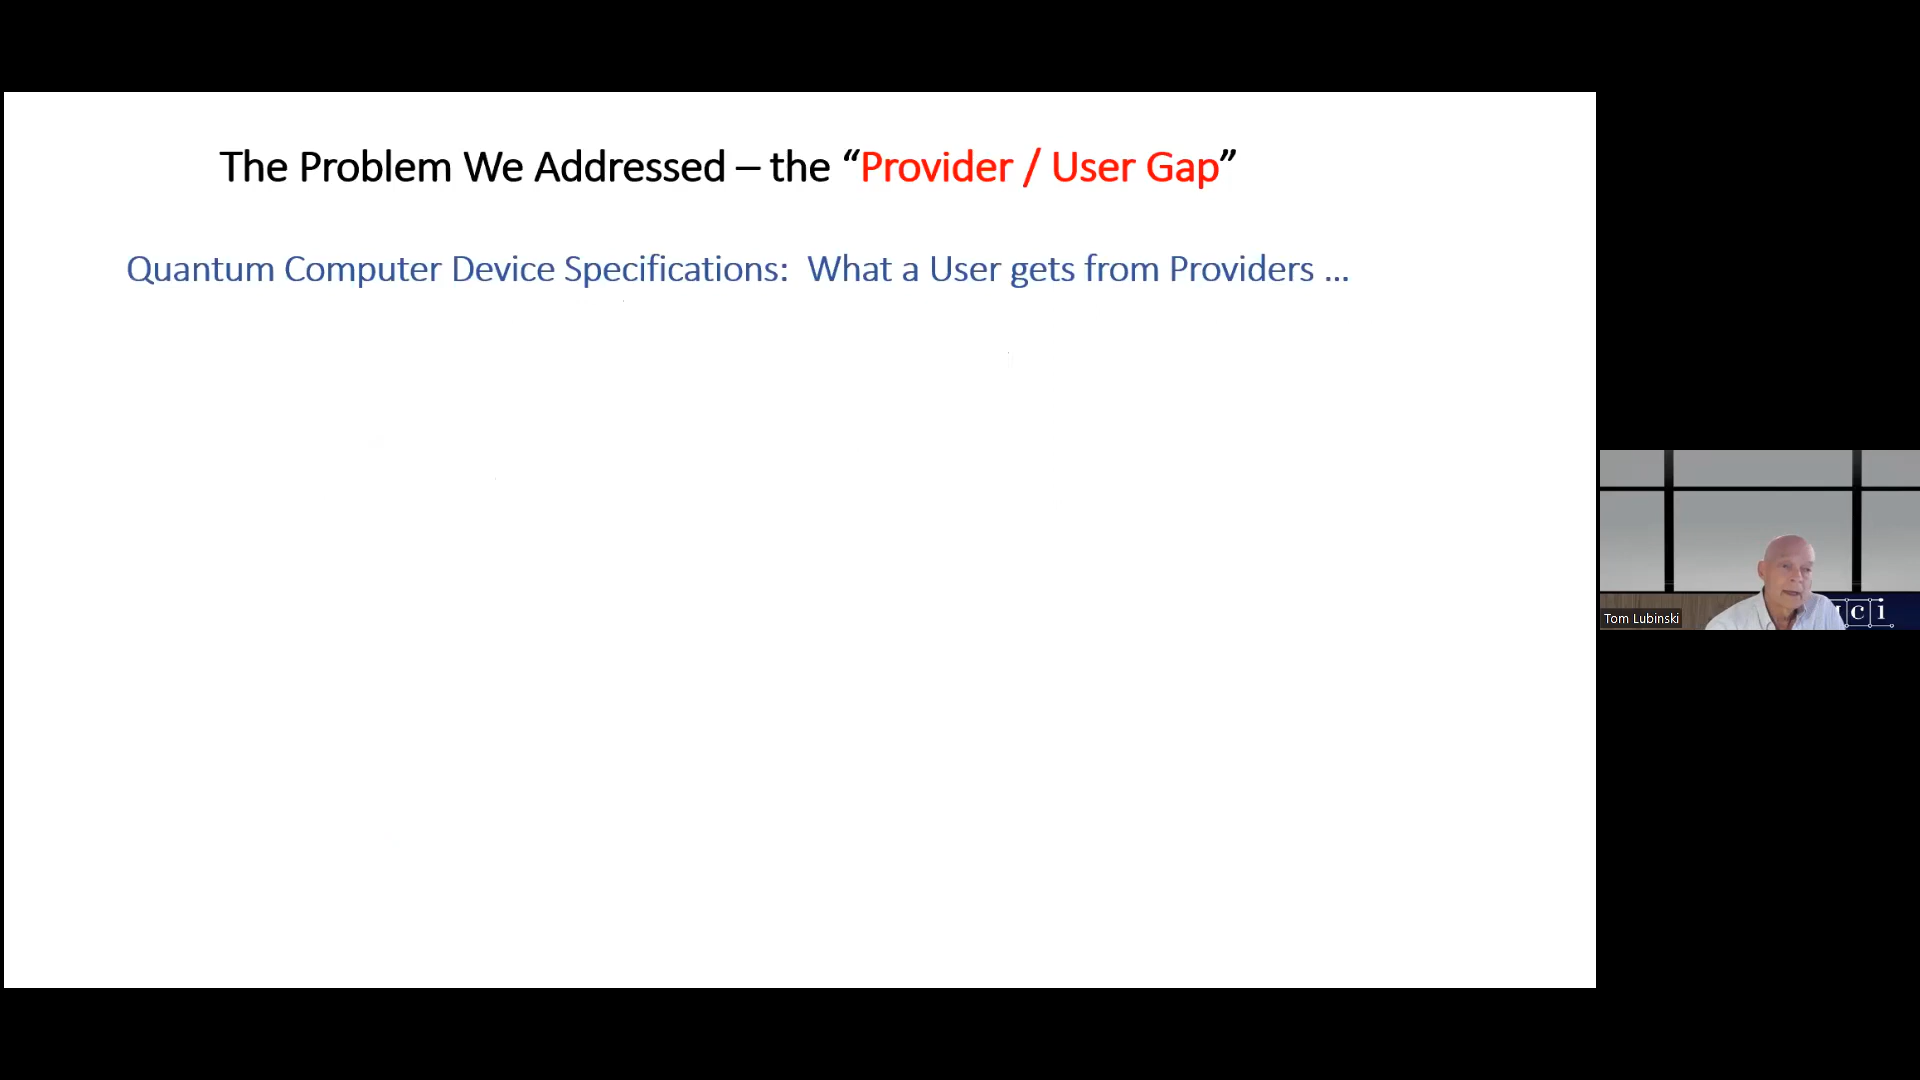 The Problem We Addressed – the “Provider / User Gap”
Quantum Computer Device Specifications:  What a User gets from Providers ...
Tom Lubinski
c i